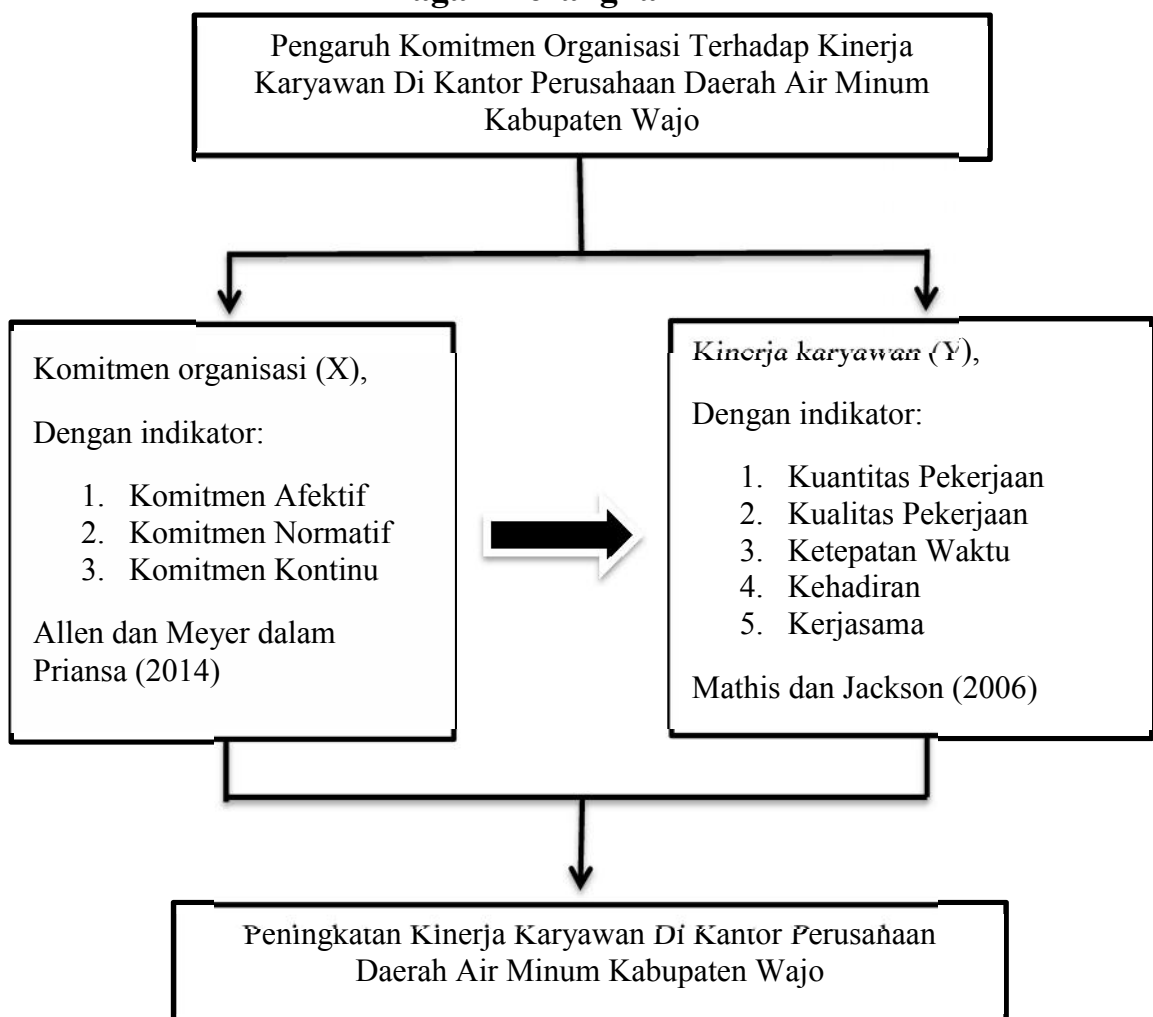 Pengaruh Komitmen Organisasi Terhadap Kinerja
Karyawan Di Kantor Perusahaan Daerah Air Minum
Kabupaten Wajo
Komitmen organisasi (X),
Dengan indikator:
1. Komitmen Afektif
2. Komitmen Normatif
3. Komitmen Kontinu
Allen dan Meyer dalam
Priansa (2014)
Kinerja karyawan (Y),
Dengan indikator:
1. Kuantitas Pekerjaan
2. Kualitas Pekerjaan
3. Ketepatan Waktu
4. Kehadiran
5. Kerjasama
Mathis dan Jackson (2006)
Peningkatan Kinerja Karyawan Di Kantor Perusahaan
Daerah Air Minum Kabupaten Wajo